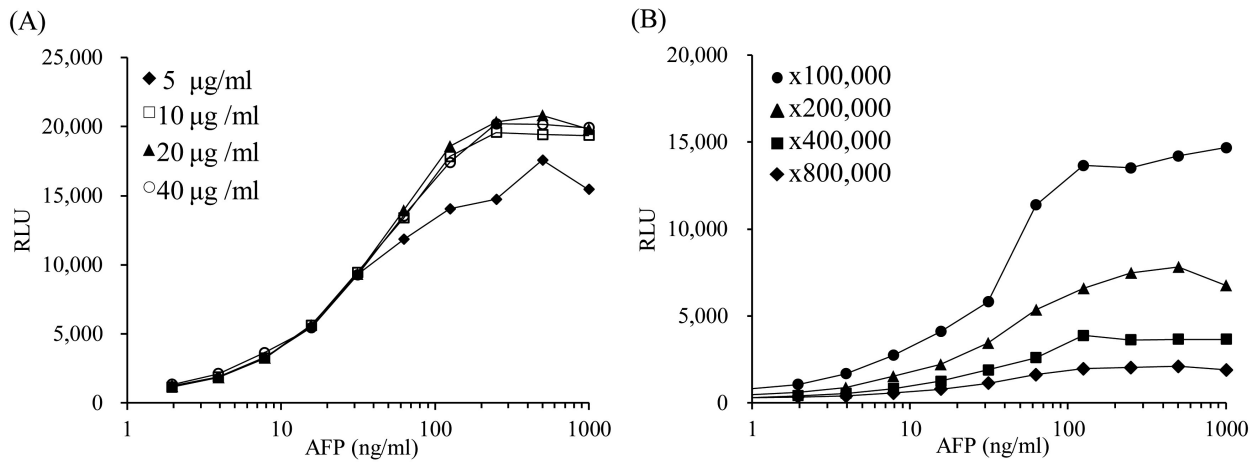 (A)
25,000
20,000
15,000
10,000
5,000
0
RLU
5 μg/ml
10 μg /ml
20 μg /ml
40 μg /ml
1 10 100 1000
AFP (ng/ml)
(B)
20,000
15,000
10,000
5,000
0
RLU
x100,000
x200,000
x400,000
x800,000
1 10 100 1000
AFP (ng/ml)